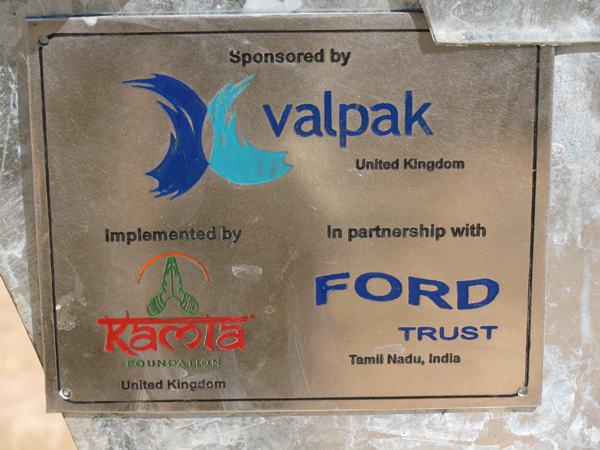 Sponsored by
valpak
United Kingdom
Implemented by
Kamla
FOUNDATION
United Kingdom
In partnership with
FORD
TRUST
Tamil Nadu, India